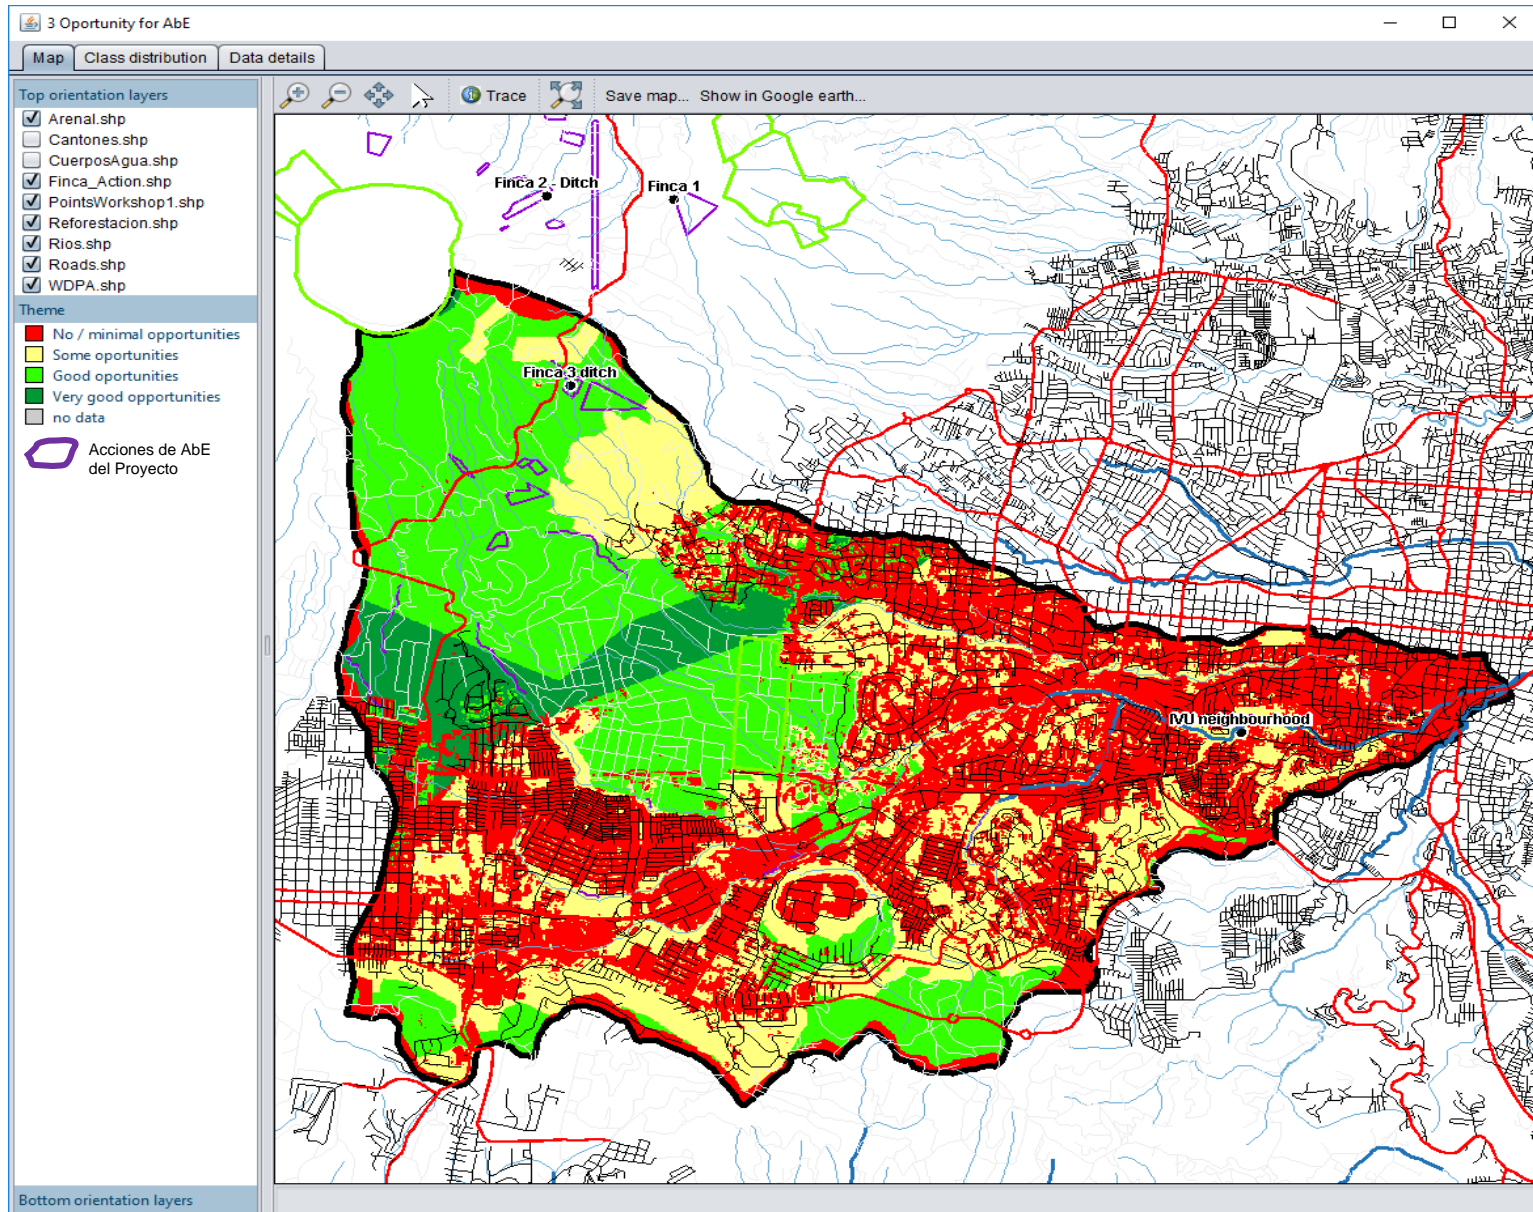 3 Oportunity for AbE
Map
Class distribution
Data details
Top orientation layers
Arenal.shp
Cantones.shp
CuerposAgua.shp
Finca_Action.shp
PointsWorkshop1.shp
Reforestacion.shp
Rios.shp
Roads.shp
WDPA.shp
Theme
No / minimal opportunities
Some oportunities
Good oportunities
Very good opportunities
no data
Acciones de AbE
del Proyecto
Bottom orientation layers
Trace
Save map...
Show in Google earth...
Finca 2 - Ditch
Finca 1
Finca 3 ditch
IVU neighbourhood